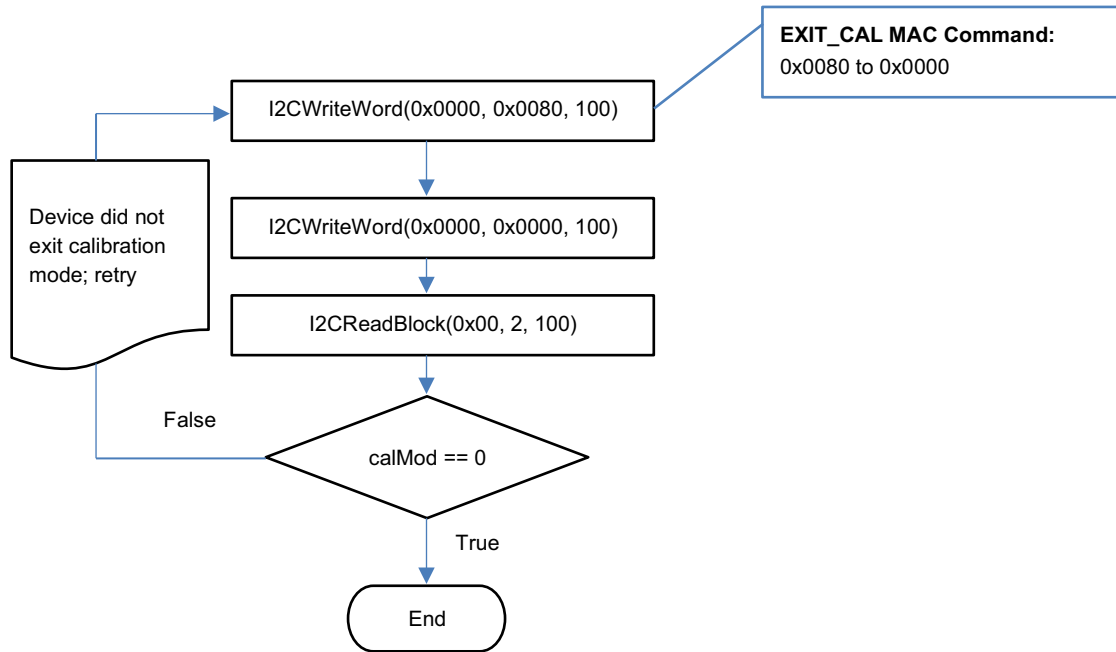 EXIT_CAL MAC Command:
0x0080 to 0x0000
I2CWriteWord(0x0000, 0x0080, 100)
I2CWriteWord(0x0000, 0x0000, 100)
Device did not
exit calibration
mode; retry
I2CReadBlock(0x00, 2, 100)
False
calMod == 0
True
End